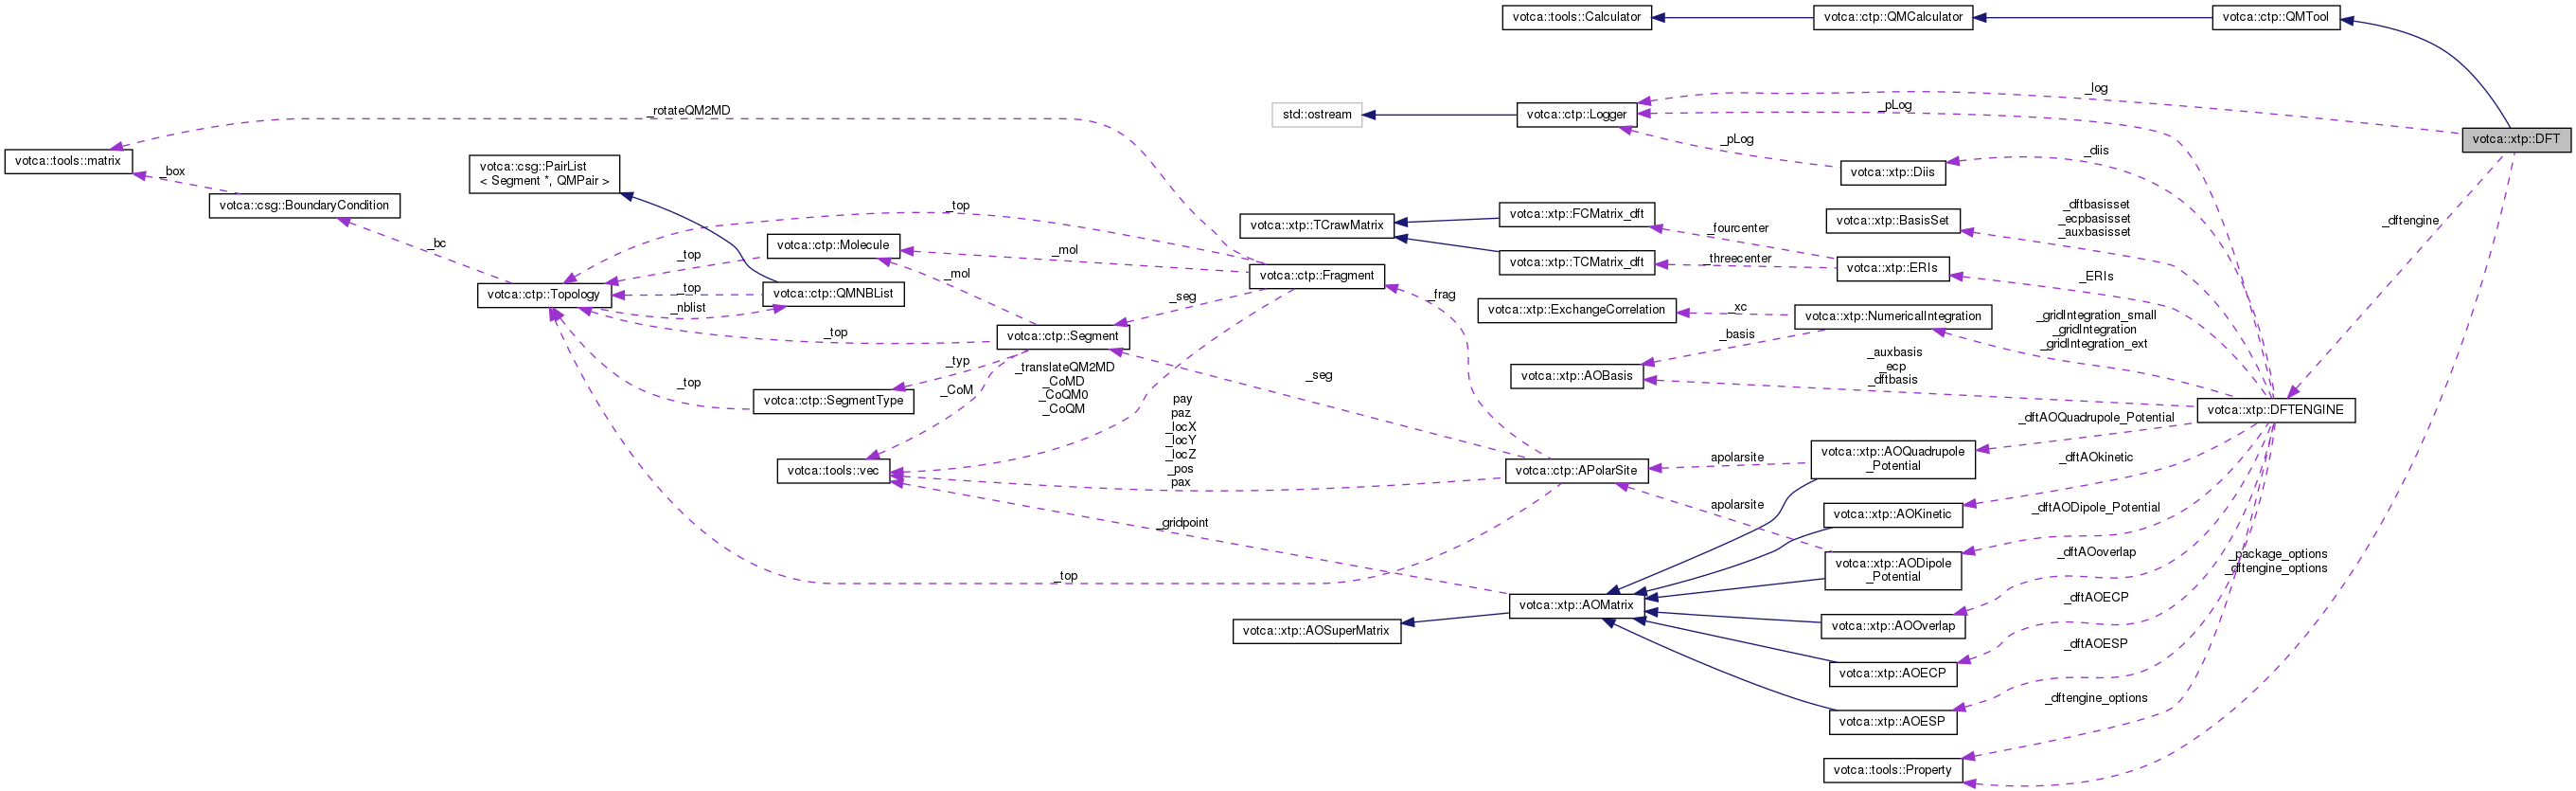 votca::tools::Calculator
votca::ctp::QMCalculator
votca::ctp::QMTool
_log
_pLog
_rotateQM2MD
std::ostream
votca::ctp::Logger
votca::xtp::DFT
_pLog
_diis
votca::tools::matrix
votca::csg::PairList
< Segment *, QMPair >
_box
votca::xtp::Diis
votca::csg::BoundaryCondition
_top
_dftbasisset
_ecpbasisset
_auxbasisset
votca::xtp::FCMatrix_dft
votca::xtp::BasisSet
votca::xtp::TCrawMatrix
_fourcenter
_dftengine
_bc
votca::ctp::Molecule
_top
_mol
votca::xtp::TCMatrix_dft
_threecenter
votca::xtp::ERIs
_ERIs
votca::ctp::Fragment
_mol
votca::ctp::Topology
_top
votca::ctp::QMNBList
_nblist
_seg
_frag
votca::xtp::ExchangeCorrelation
_xc
votca::xtp::NumericalIntegration
_gridIntegration_small
_gridIntegration
_gridIntegration_ext
_top
votca::ctp::Segment
_basis
_typ
_translateQM2MD
_CoMD
_CoQM0
_CoQM
_seg
votca::xtp::AOBasis
_auxbasis
_ecp
_dftbasis
_top
votca::ctp::SegmentType
_CoM
pay
paz
_locX
_locY
_locZ
_pos
pax
votca::xtp::DFTENGINE
_dftAOQuadrupole_Potential
votca::tools::vec
votca::ctp::APolarSite
apolarsite
votca::xtp::AOQuadrupole
_Potential
_dftAOkinetic
apolarsite
votca::xtp::AOKinetic
_dftAODipole_Potential
_gridpoint
votca::xtp::AODipole
_Potential
_dftAOoverlap
_package_options
_dftengine_options
_top
votca::xtp::AOMatrix
votca::xtp::AOSuperMatrix
votca::xtp::AOOverlap
_dftAOECP
votca::xtp::AOECP
_dftAOESP
votca::xtp::AOESP
_dftengine_options
votca::tools::Property